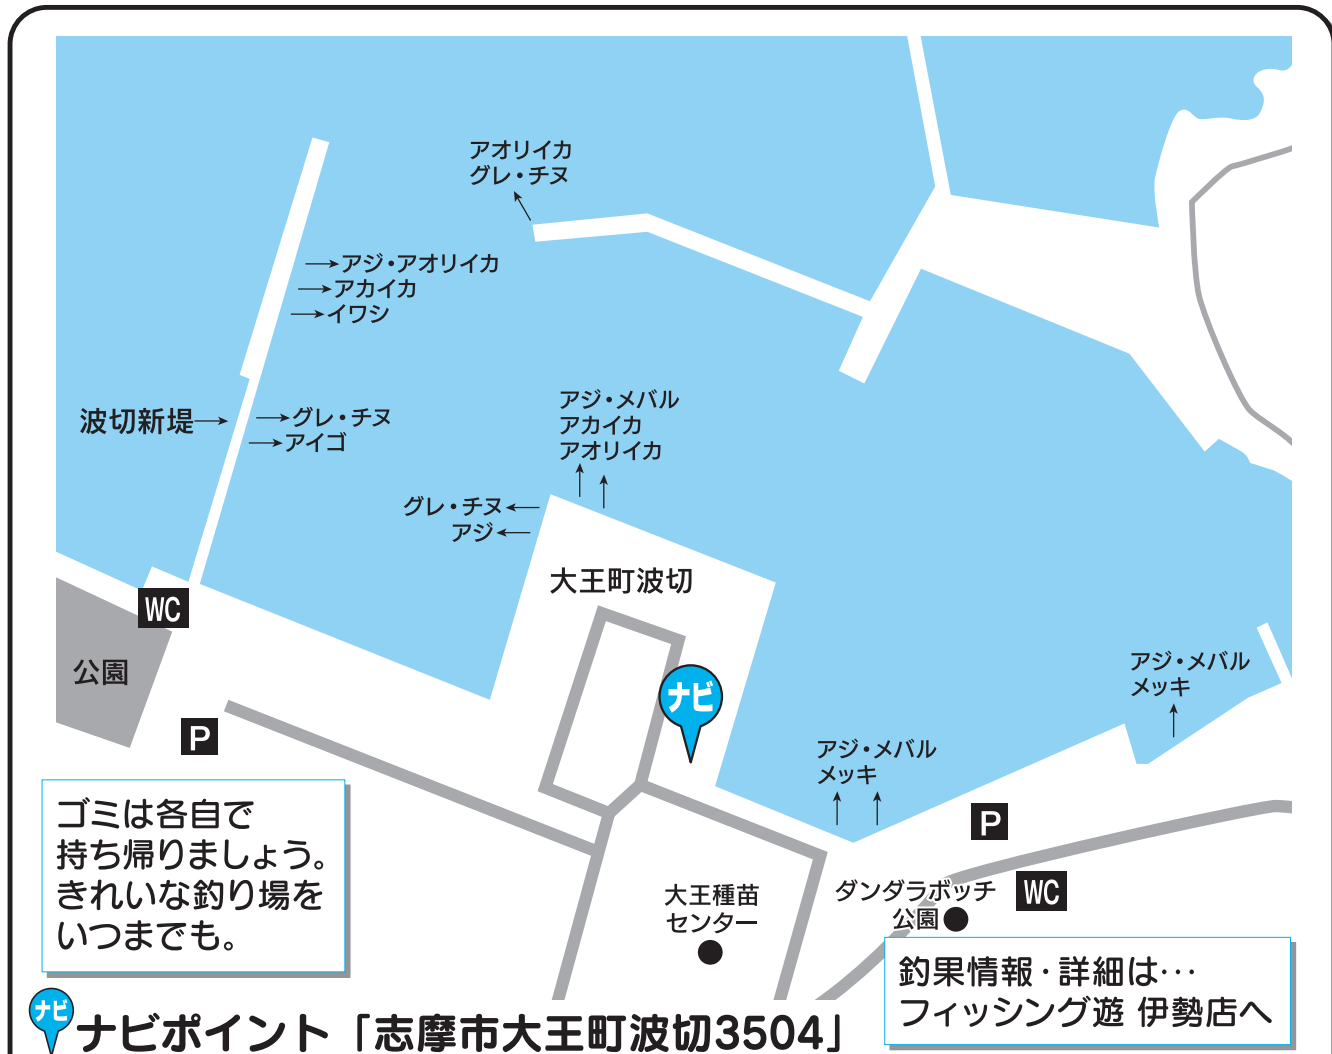 アオリイカ
グレ・チヌ
アジ・アオリイカ
アカイカ
イワシ
波切新堤
グレ・チヌ
アイゴ
アジ・メバル
アカイカ
アオリイカ
グレ・チヌ
アジ
大王町波切
WC
公園
P
ナビ
アジ・メバル
メッキ
アジ・メバル
メッキ
P
WC
大王種苗
センター
ダンダラボッチ
公園
ゴミは各自で
持ち帰りましょう。
きれいな釣り場を
いつまでも。
釣果情報・詳細は…
フィッシング遊 伊勢店へ
ナビ
ナビポイント「志摩市大王町波切3504」